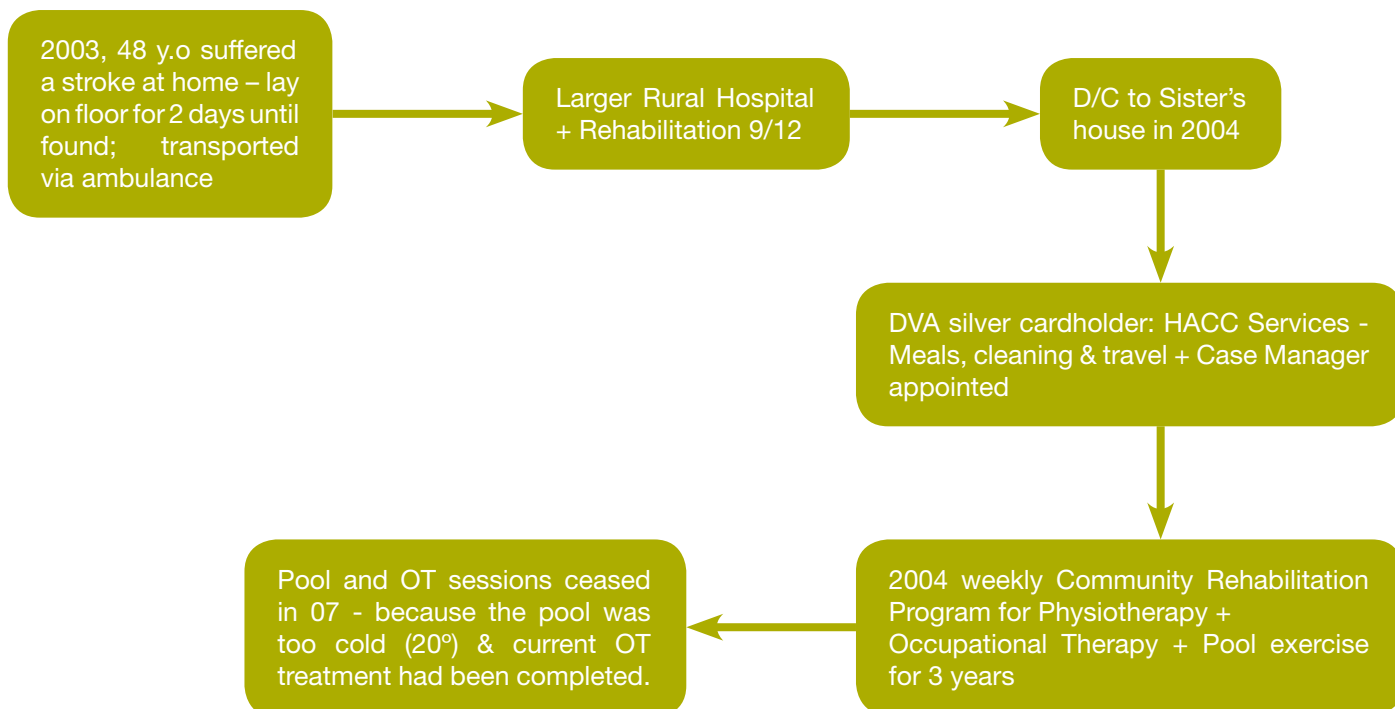 2003, 48 y.o suffered
a stroke at home – lay
on floor for 2 days until
found; transported
via ambulance
Larger Rural Hospital
+ Rehabilitation 9/12
D/C to Sister’s
house in 2004
DVA silver cardholder: HACC Services -
Meals, cleaning & travel + Case Manager
appointed
2004 weekly Community Rehabilitation
Program for Physiotherapy +
Occupational Therapy + Pool exercise
for 3 years
Pool and OT sessions ceased
in 07 - because the pool was
too cold (20º) & current OT
treatment had been completed.